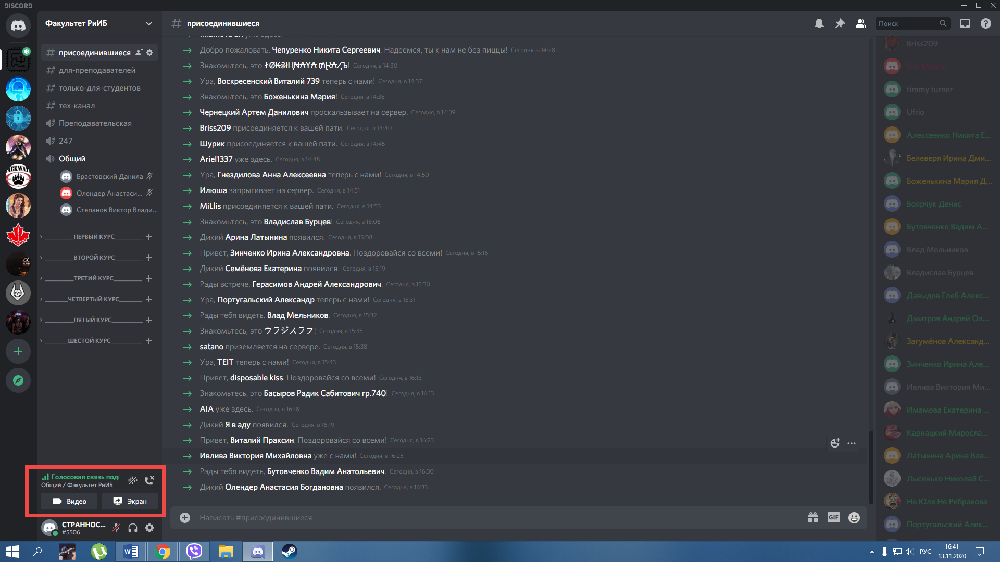 DISCORD
Факультет РиИБ
присоединившиеся
Поиск
присоединившиеся
для-преподавателей
только-для-студентов
тех-канал
Преподавательская
247
Общий
Брастовский Данила
Олендер Анастаси...
Степанов Виктор Влади...
ПЕРВЫЙ КУРС
ВТОРОЙ КУРС
ТРЕТИЙ КУРС
ЧЕТВЕРТЫЙ КУРС
ПЯТЫЙ КУРС
ШЕСТОЙ КУРС
Голосовая связь
Общий / Факультет РиИБ
Видео
Экран
СТРАННОС...
#5506
Добро пожаловать, Чепуренко Никита Сергеевич. Надеемся, ты к нам не без пиццы! Сегодня, в 14:28
Знакомьтесь, это Сегодня, в 14:30
Ура, Воскресенский Виталий 739 теперь с нами! Сегодня, в 14:37
Знакомьтесь, это Боженькина Мария! Сегодня, в 14:38
Чернецкий Артем Данилович проскальзывает на сервер. Сегодня, в 14:39
Briss209 присоединяется к вашей пати. Сегодня, в 14:40
Шурик присоединяется к вашей пати. Сегодня, в 14:45
Ariel1337 уже здесь. Сегодня, в 14:48
Ура, Гнездилова Анна Алексеевна теперь с нами! Сегодня, в 14:50
Илюша запрыгивает на сервер. Сегодня, в 14:51
MiLlis присоединяется к вашей пати. Сегодня, в 14:53
Знакомьтесь, это Владислав Бурцев! Сегодня, в 15:06
Дикий Арина Латынина появился. Сегодня, в 15:08
Привет, Зинченко Ирина Александровна. Поздоровайся со всеми! Сегодня, в 15:16
Дикий Семёнова Екатерина появился. Сегодня, в 15:19
Рады встрече, Герасимов Андрей Александрович. Сегодня, в 15:30
Ура, Португальский Александр теперь с нами! Сегодня, в 15:31
Рады тебя видеть, Влад Мельников. Сегодня, в 15:32
Знакомьтесь, это ウラジスラフ! Сегодня, в 15:35
satano приземляется на сервере. Сегодня, в 15:38
Ура, TEIT теперь с нами! Сегодня, в 15:43
Привет, disposable kiss. Поздоровайся со всеми! Сегодня, в 16:13
Знакомьтесь, это Басыров Радик Сабитович гр.740! Сегодня, в 16:13
AIA уже здесь. Сегодня, в 16:18
Дикий Я в аду появился. Сегодня, в 16:19
Привет, Виталий Праксин. Поздоровайся со всеми! Сегодня, в 16:23
Ивлива Виктория Михайловна уже с нами! Сегодня, в 16:25
Рады тебя видеть, Бутовченко Вадим Анатольевич. Сегодня, в 16:30
Дикий Олендер Анастасия Богдановна появился. Сегодня, в 16:33
Написать #присоединившиеся
GIF
Briss209
timmy turner
Ufrio
Алексеенко Никита Е...
Белеверя Ирина Дми...
Боженькина Мария Д...
Боярчук Денис
Бутовченко Вадим А...
Влад Мельников
Владислав Бурцев
Давыдов Глеб Алекс...
Дмитров Андрей Ол...
Загумёнов Александ...
Зинченко Ирина Але...
Ивлива Виктория Ми...
Имамова Екатерина ...
Карнацкий Миросла...
Латынина Арина Вла...
Лысенько Николай С...
Не Юля Не Ребракова
Португальский Алек...
РУС
16:41
13.11.2020